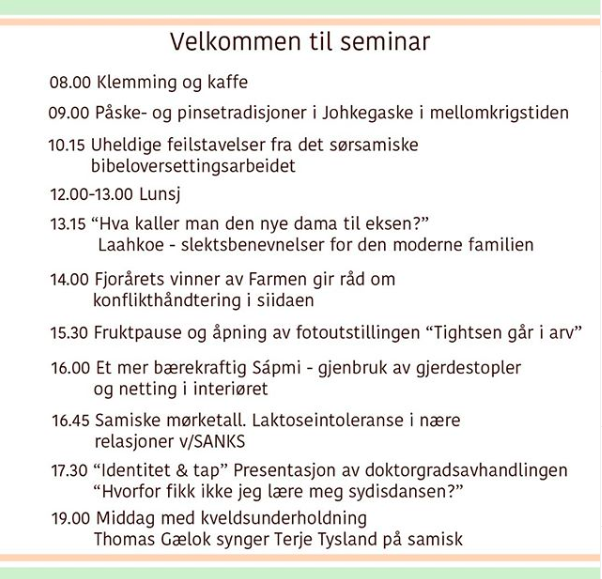 Velkommen til seminar
08.00 Klemming og kaffe
09.00 Påske- og pinsetradisjoner i Johkegaske i mellomkrigstiden
10.15 Uheldige feilstavelser fra det sørsamiske
bibeloversettingsarbeidet
12.00-13.00 Lunsj
13.15 “Hva kaller man den nye dama til eksen?”
Laahkoe - slektsbenevnelser for den moderne familien
14.00 Fjorårets vinner av Farmen gir råd om
konflikthåndtering i siidaen
15.30 Fruktpause og åpning av fotoutstillingen “Tightsen går i arv”
16.00 Et mer bærekraftig Sápmi - gjenbruk av gjerdestopler
og netting i interiøret
16.45 Samiske mørketall. Laktoseintoleranse i nære
relasjoner v/SANKS
17.30 “Identitet & tap” Presentasjon av doktorgradsavhandlingen
“Hvorfor fikk ikke jeg lære meg sydisdansen?”
19.00 Middag med kveldsunderholdning
Thomas Gælok synger Terje Tysland på samisk